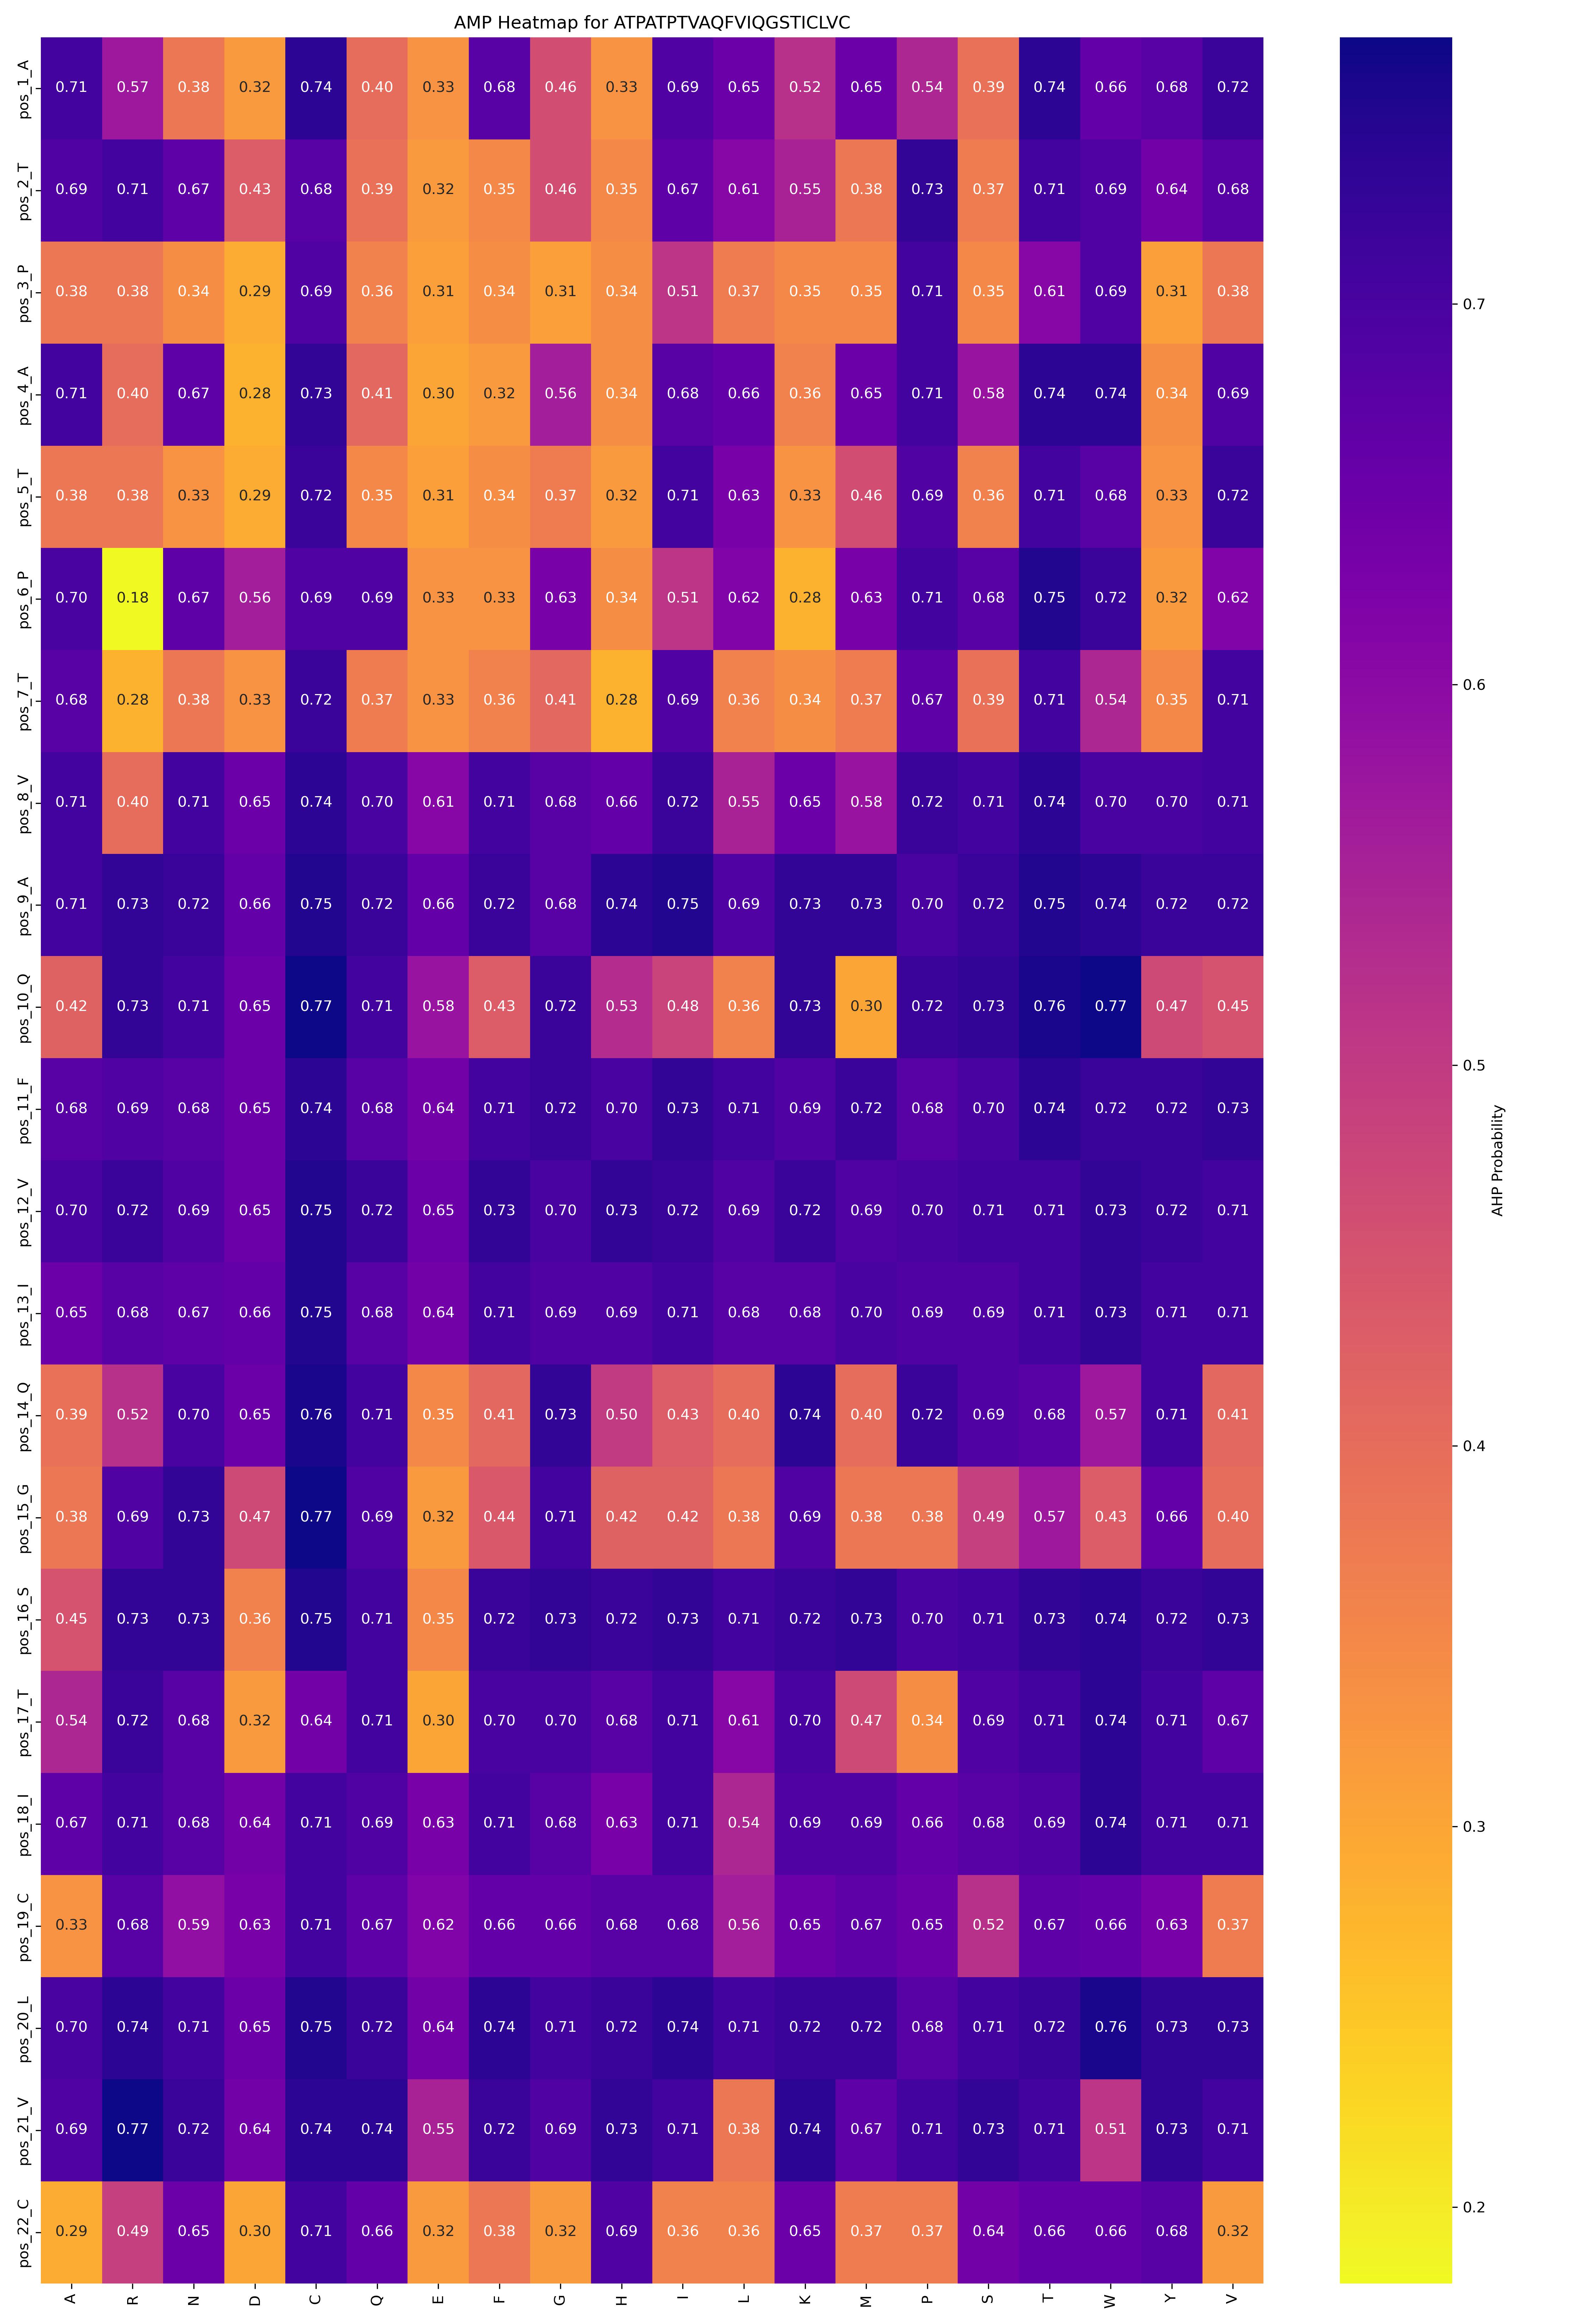 AMP Heatmap for ATPATPTVAQFVIQGSTICLVC
pos_1_A 0.71 0.57 0.38 0.32 0.74 0.40 0.33 0.68 0.46 0.33 0.69 0.65 0.52 0.65 0.54 0.39 0.74 0.66 0.68 0.72
pos_2_T 0.69 0.71 0.67 0.43 0.68 0.39 0.32 0.35 0.46 0.35 0.67 0.61 0.55 0.38 0.73 0.37 0.71 0.69 0.64 0.68
pos_3_P 0.38 0.38 0.34 0.29 0.69 0.36 0.31 0.34 0.31 0.34 0.51 0.37 0.35 0.35 0.71 0.35 0.61 0.69 0.31 0.38
pos_4_A 0.71 0.40 0.67 0.28 0.73 0.41 0.30 0.32 0.56 0.34 0.68 0.66 0.36 0.65 0.71 0.58 0.74 0.74 0.34 0.69
pos_5_T 0.38 0.38 0.33 0.29 0.72 0.35 0.31 0.34 0.37 0.32 0.71 0.63 0.33 0.46 0.69 0.36 0.71 0.68 0.33 0.72
pos_6_P 0.70 0.18 0.67 0.56 0.69 0.69 0.33 0.33 0.63 0.34 0.51 0.62 0.28 0.63 0.71 0.68 0.75 0.72 0.32 0.62
pos_7_T 0.68 0.28 0.38 0.33 0.72 0.37 0.33 0.36 0.41 0.28 0.69 0.36 0.34 0.37 0.67 0.39 0.71 0.54 0.35 0.71
pos_8_V 0.71 0.40 0.71 0.65 0.74 0.70 0.61 0.71 0.68 0.66 0.72 0.55 0.65 0.58 0.72 0.71 0.74 0.70 0.70 0.71
pos_9_A 0.71 0.73 0.72 0.66 0.75 0.72 0.66 0.72 0.68 0.74 0.75 0.69 0.73 0.73 0.70 0.72 0.75 0.74 0.72 0.72
pos_10_Q 0.42 0.73 0.71 0.65 0.77 0.71 0.58 0.43 0.72 0.53 0.48 0.36 0.73 0.30 0.72 0.73 0.76 0.77 0.47 0.45
pos_11_F 0.68 0.69 0.68 0.65 0.74 0.68 0.64 0.71 0.72 0.70 0.73 0.71 0.69 0.72 0.68 0.70 0.74 0.72 0.72 0.73
pos_12_V 0.70 0.72 0.69 0.65 0.75 0.72 0.65 0.73 0.70 0.73 0.72 0.69 0.72 0.69 0.70 0.71 0.71 0.73 0.72 0.71
pos_13_I 0.65 0.68 0.67 0.66 0.75 0.68 0.64 0.71 0.69 0.69 0.71 0.68 0.68 0.70 0.69 0.69 0.71 0.73 0.71 0.71
pos_14_Q 0.39 0.52 0.70 0.65 0.76 0.71 0.35 0.41 0.73 0.50 0.43 0.40 0.74 0.40 0.72 0.69 0.68 0.57 0.71 0.41
pos_15_G 0.38 0.69 0.73 0.47 0.77 0.69 0.32 0.44 0.71 0.42 0.42 0.38 0.69 0.38 0.38 0.49 0.57 0.43 0.66 0.40
pos_16_S 0.45 0.73 0.73 0.36 0.75 0.71 0.35 0.72 0.73 0.72 0.73 0.71 0.72 0.73 0.70 0.71 0.73 0.74 0.72 0.73
pos_17_T 0.54 0.72 0.68 0.32 0.64 0.71 0.30 0.70 0.70 0.68 0.71 0.61 0.70 0.47 0.34 0.69 0.71 0.74 0.71 0.67
pos_18_I 0.67 0.71 0.68 0.64 0.71 0.69 0.63 0.71 0.68 0.63 0.71 0.54 0.69 0.69 0.66 0.68 0.69 0.74 0.71 0.71
pos_19_C 0.33 0.68 0.59 0.63 0.71 0.67 0.62 0.66 0.66 0.68 0.68 0.56 0.65 0.67 0.65 0.52 0.67 0.66 0.63 0.37
pos_20_L 0.70 0.74 0.71 0.65 0.75 0.72 0.64 0.74 0.71 0.72 0.74 0.71 0.72 0.72 0.68 0.71 0.72 0.76 0.73 0.73
pos_21_V 0.69 0.77 0.72 0.64 0.74 0.74 0.55 0.72 0.69 0.73 0.71 0.38 0.74 0.67 0.71 0.73 0.71 0.51 0.73 0.71
pos_22_C 0.29 0.49 0.65 0.30 0.71 0.66 0.32 0.38 0.32 0.69 0.36 0.36 0.65 0.37 0.37 0.64 0.66 0.66 0.68 0.32
A R N D C Q E F G H I L K M P S T W Y V
0.7
0.6
0.5
0.4
0.3
0.2
AHP Probability